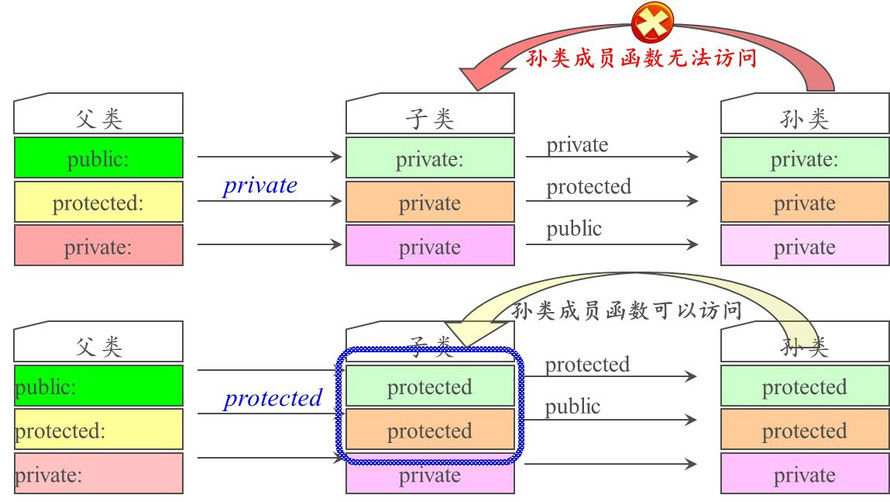 孙类成员函数无法访问
父类
子类
孙类
public:
private:
private
private:
private
protected:
private
protected
private
private:
private
public
private
孙类成员函数可以访问
父类
子类
孙类
public:
protected
protected
protected
protected
protected:
protected
public
protected
private:
private
private